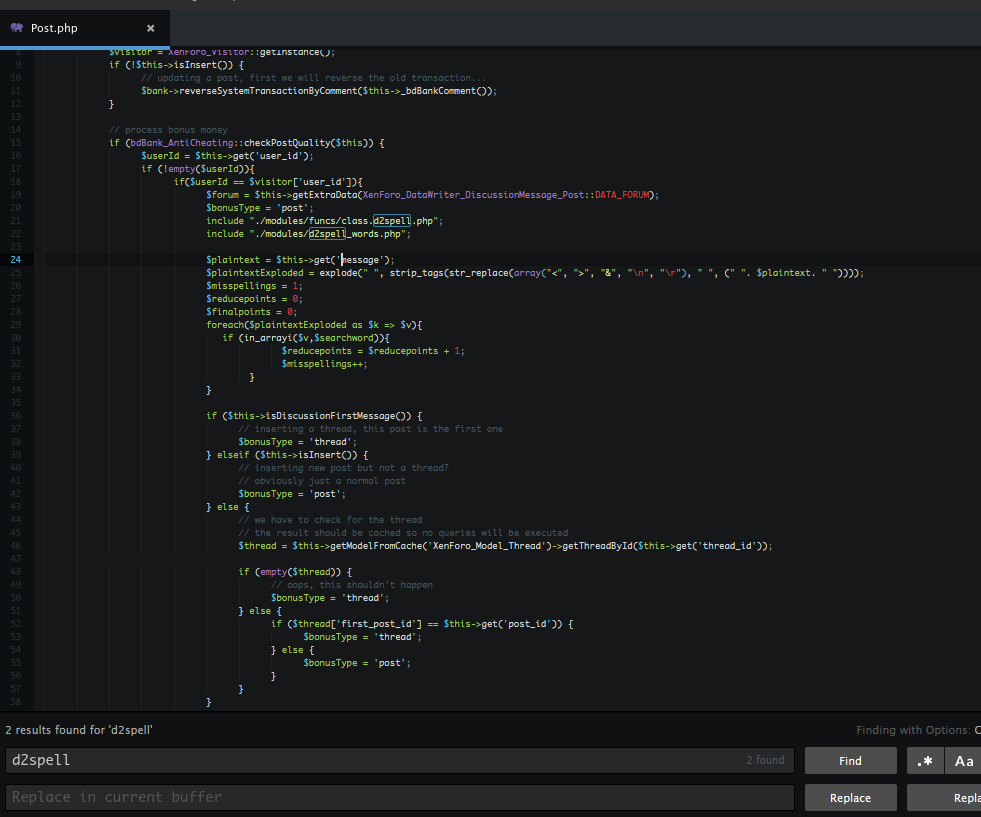 Post.php
8 $visitor = XenForo_Visitor::getInstance();
9 if (!$this->isInsert()) {
10 // updating a post, first we will reverse the old transaction...
11 $bank->reverseSystemTransactionByComment($this->_bdBankComment());
12 }
13
14 // process bonus money
15 if (bdBank_AntiCheating::checkPostQuality($this)) {
16 $userId = $this->get('user_id');
17 if (!empty($userId)){
18 if($userId == $visitor['user_id']){
19 $forum = $this->getExtraData(XenForo_DataWriter_DiscussionMessage_Post::DATA_FORUM);
20 $bonusType = 'post';
21 include "./modules/funcs/class.d2spell.php";
22 include "./modules/d2spell_words.php";
23
24 $plaintext = $this->get('message');
25 $plaintextExploded = explode(" ", strip_tags(str_replace(array("<", ">", "&", "\n", "\r"), " ", (" ". $plaintext. " "))));
26 $misspellings = 1;
27 $reducepoints = 0;
28 $finalpoints = 0;
29 foreach($plaintextExploded as $k => $v){
30 if (in_arrayi($v,$searchword)){
31 $reducepoints = $reducepoints + 1;
32 $misspellings++;
33 }
34 }
35
36 if ($this->isDiscussionFirstMessage()) {
37 // inserting a thread, this post is the first one
38 $bonusType = 'thread';
39 } elseif ($this->isInsert()) {
40 // inserting new post but not a thread?
41 // obviously just a normal post
42 $bonusType = 'post';
43 } else {
44 // we have to check for the thread
45 // the result should be cached so no queries will be executed
46 $thread = $this->getModelFromCache('XenForo_Model_Thread')->getThreadById($this->get('thread_id'));
47
48 if (empty($thread)) {
49 // oops, this shouldn't happen
50 $bonusType = 'thread';
51 } else {
52 if ($thread['first_post_id'] == $this->get('post_id')) {
53 $bonusType = 'thread';
54 } else {
55 $bonusType = 'post';
56 }
57 }
58 }
2 results found for 'd2spell' Finding with Options: C
d2spell 2 found Find .* Aa
Replace in current buffer Replace Repla